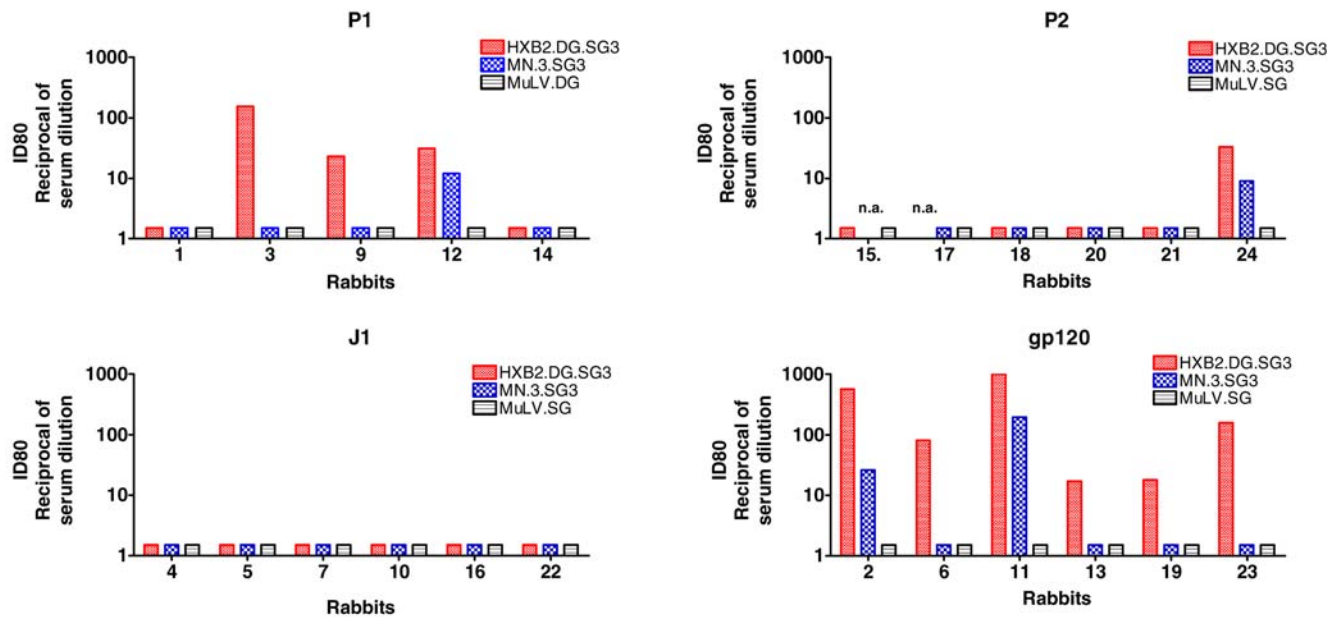 P1
HXB2.DG.SG3
MN.3.SG3
MuLV.DG
ID80
Reciprocal of
serum dilution
1000
100
10
1
1 3 9 12 14
Rabbits
P2
HXB2.DG.SG3
MN.3.SG3
MuLV.SG
ID80
Reciprocal of
serum dilution
1000
100
10
1
n.a. n.a.
15. 17 18 20 21 24
Rabbits
J1
HXB2.DG.SG3
MN.3.SG3
MuLV.SG
ID80
Reciprocal of
serum dilution
1000
100
10
1
4 5 7 10 16 22
Rabbits
gp120
HXB2.DG.SG3
MN.3.SG3
MuLV.SG
ID80
Reciprocal of
serum dilution
1000
100
10
1
2 6 11 13 19 23
Rabbits